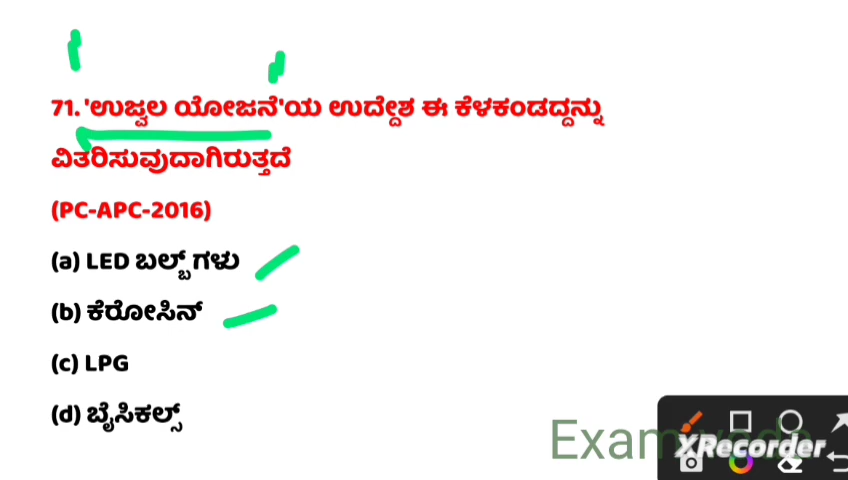 71. 'ಉಜ್ವಲ ಯೋಜನೆ'ಯ ಉದ್ದೇಶ ಈ ಕೆಳಕಂಡದ್ದನ್ನು
ವಿತರಿಸುವುದಾಗಿರುತ್ತದೆ
(PC-APC-2016)
(a) LED ಬಲ್ಬ್‌ಗಳು
(b) ಕೆರೋಸಿನ್
(c) LPG
(d) ಬೈಸಿಕಲ್ಸ್
XRecorder